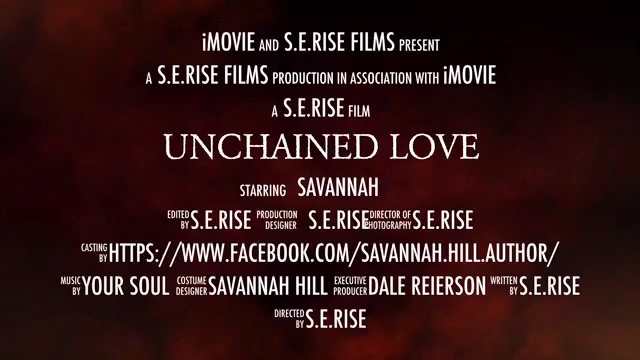 iMOVIE AND S.E.RISE FILMS PRESENT
A S.E.RISE FILMS PRODUCTION IN ASSOCIATION WITH iMOVIE
A S.E.RISE FILM
UNCHAINED LOVE
STARRING SAVANNAH
EDITED BY S.E.RISE PRODUCTION DESIGNER S.E.RISE DIRECTOR OF PHOTOGRAPHY S.E.RISE
CASTING BY HTTPS://WWW.FACEBOOK.COM/SAVANNAH.HILL.AUTHOR/
MUSIC BY YOUR SOUL COSTUME DESIGNER SAVANNAH HILL EXECUTIVE PRODUCER DALE REIERSON WRITTEN BY S.E.RISE
DIRECTED BY S.E.RISE